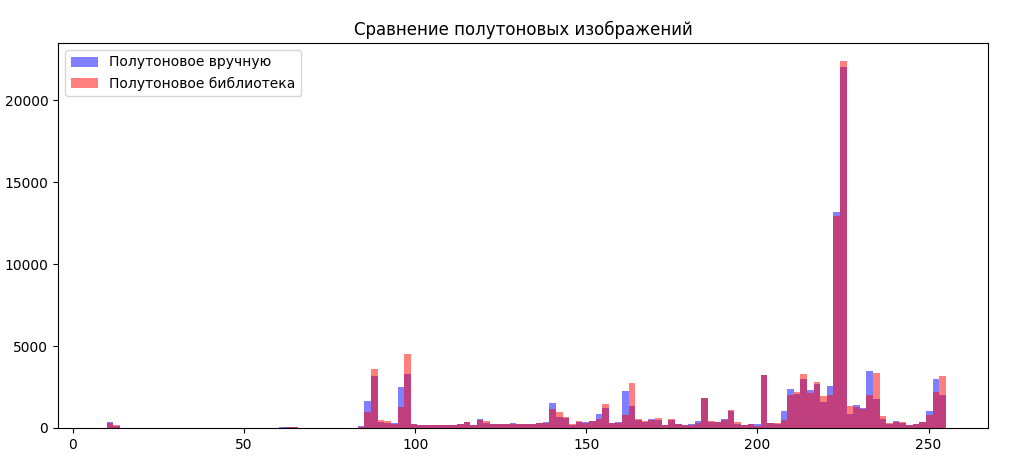 Сравнение полутоновых изображений
Полутоновое вручную
Полутоновое библиотека
20000
15000
10000
5000
0
0 50 100 150 200 250